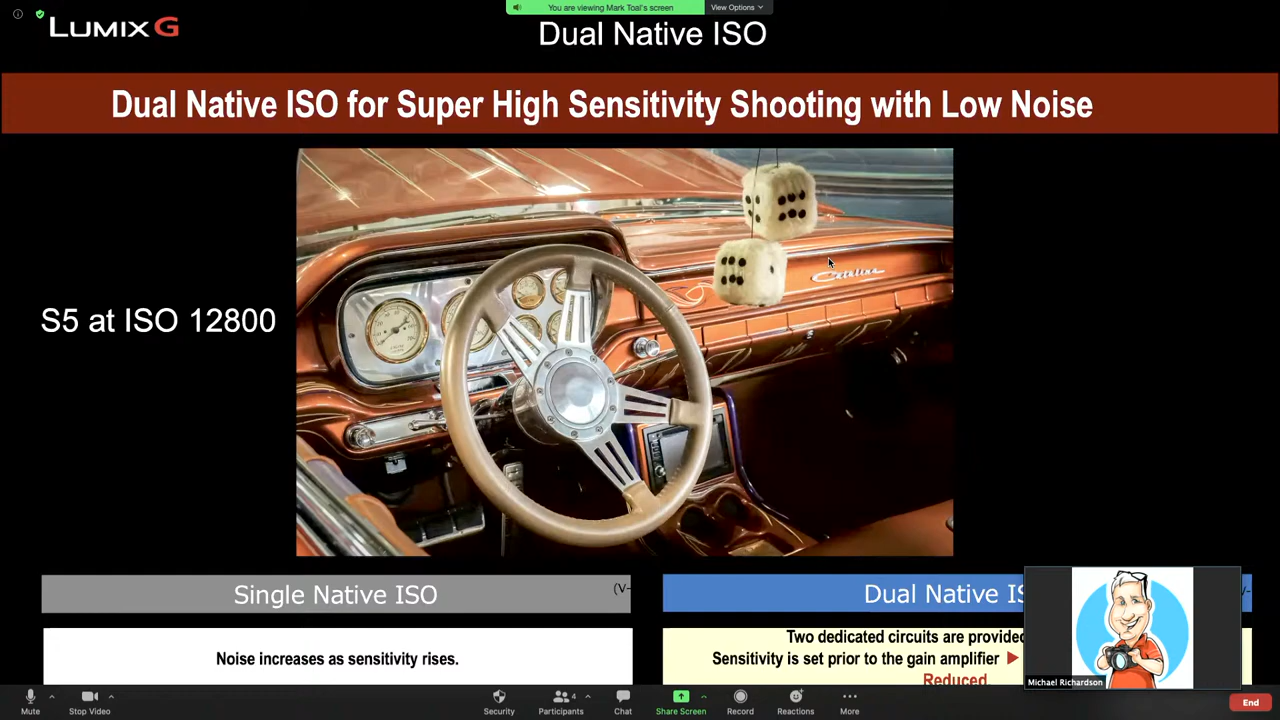 You are viewing Mark Toal's screen
View Options
LUMIX G
Dual Native ISO
Dual Native ISO for Super High Sensitivity Shooting with Low Noise
Catalina
S5 at ISO 12800
Single Native ISO
(V-
Dual Native IS
V-
Noise increases as sensitivity rises.
Two dedicated circuits are provided
Sensitivity is set prior to the gain amplifier ▶
Reduced.
Michael Richardson
Mute
Stop Video
Security
Participants
4
Chat
Share Screen
Record
Reactions
More
End